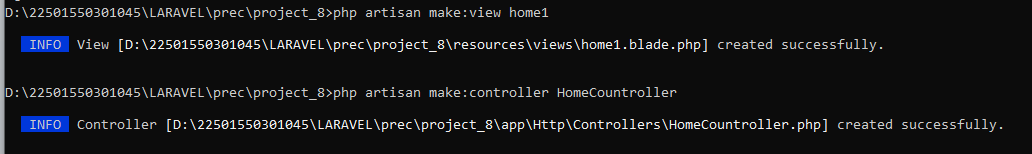 D:\22501550301045\LARAVEL\prec\project_8>php artisan make:view home1
INFO View [D:\22501550301045\LARAVEL\prec\project_8\resources\views\home1.blade.php] created successfully.
D:\22501550301045\LARAVEL\prec\project_8>php artisan make:controller HomeCountroller
INFO Controller [D:\22501550301045\LARAVEL\prec\project_8\app\Http\Controllers\HomeCountroller.php] created successfully.